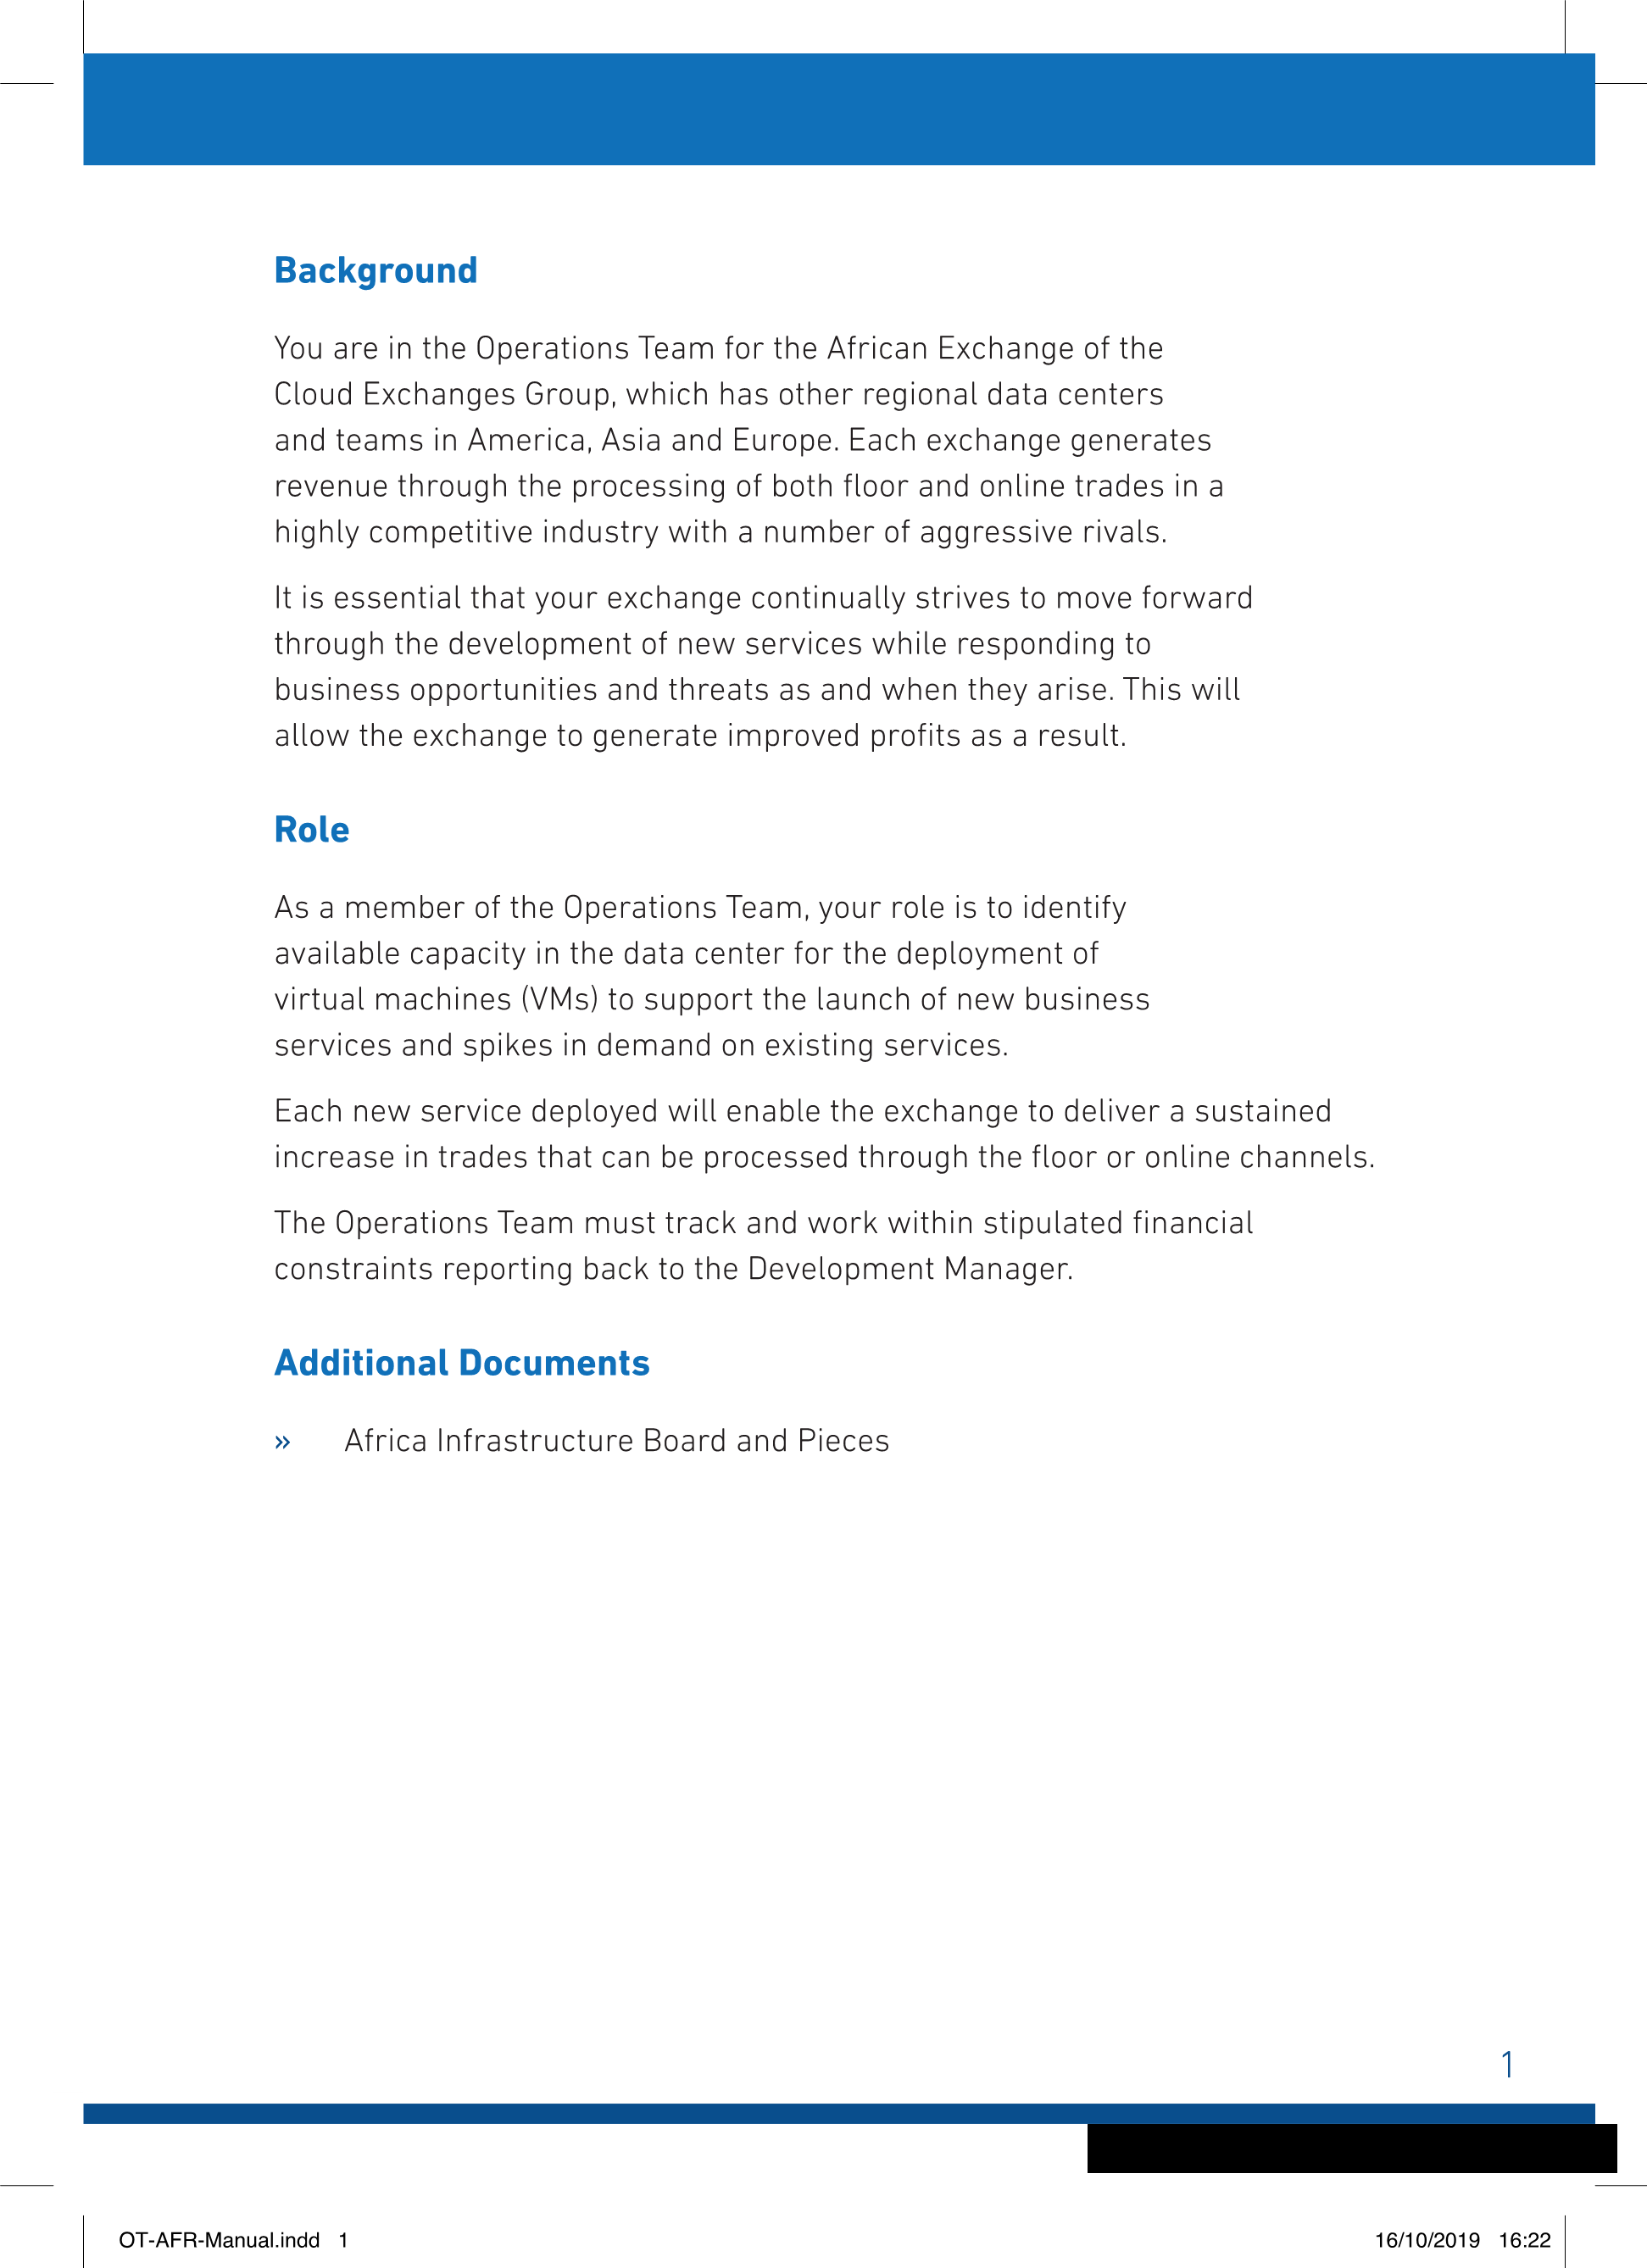 Background
You are in the Operations Team for the African Exchange of the
Cloud Exchanges Group, which has other regional data centers
and teams in America, Asia and Europe. Each exchange generates
revenue through the processing of both floor and online trades in a
highly competitive industry with a number of aggressive rivals.
It is essential that your exchange continually strives to move forward
through the development of new services while responding to
business opportunities and threats as and when they arise. This will
allow the exchange to generate improved profits as a result.
Role
As a member of the Operations Team, your role is to identify
available capacity in the data center for the deployment of
virtual machines (VMs) to support the launch of new business
services and spikes in demand on existing services.
Each new service deployed will enable the exchange to deliver a sustained
increase in trades that can be processed through the floor or online channels.
The Operations Team must track and work within stipulated financial
constraints reporting back to the Development Manager.
Additional Documents
» Africa Infrastructure Board and Pieces
1
OT-AFR-Manual.indd 1 16/10/2019 16:22